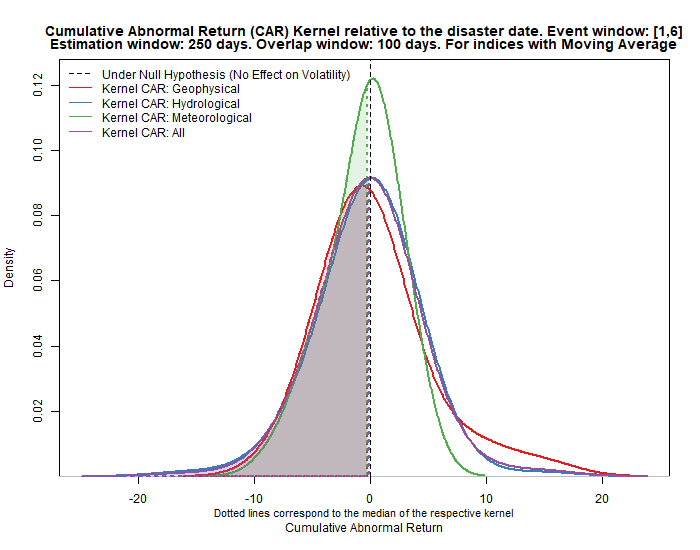 Cumulative Abnormal Return (CAR) Kernel relative to the disaster date. Event window: [1,6]
Estimation window: 250 days. Overlap window: 100 days. For indices with Moving Average
Under Null Hypothesis (No Effect on Volatility)
Kernel CAR: Geophysical
Kernel CAR: Hydrological
Kernel CAR: Meteorological
Kernel CAR: All
0.12
0.10
0.08
0.06
0.04
0.02
Density
-20 -10 0 10 20
Dotted lines correspond to the median of the respective kernel
Cumulative Abnormal Return